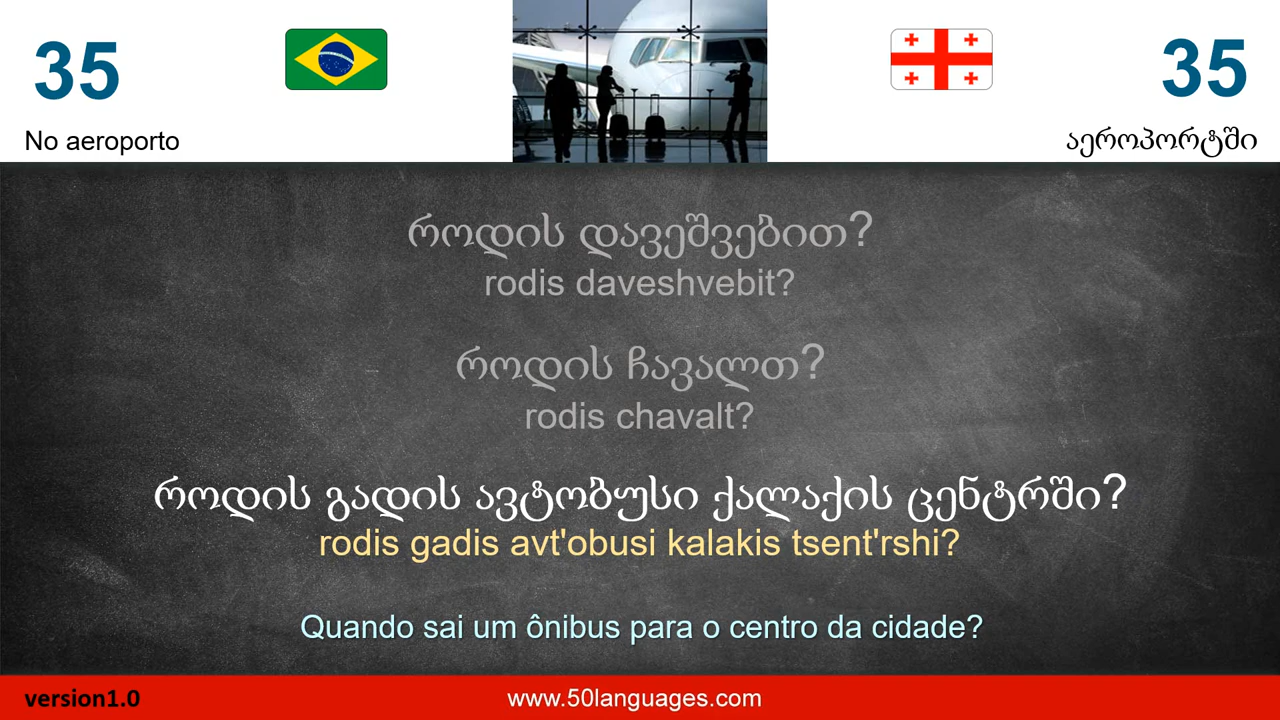 35
35
No aeroporto
აეროპორტში
როდის დავეშვებით?
rodis daveshvebit?
როდის ჩავალთ?
rodis chavalt?
როდის გადის ავტობუსი ქალაქის ცენტრში?
rodis gadis avt'obusi kalakis tsent'rshi?
Quando sai um ônibus para o centro da cidade?
version1.0
www.50languages.com